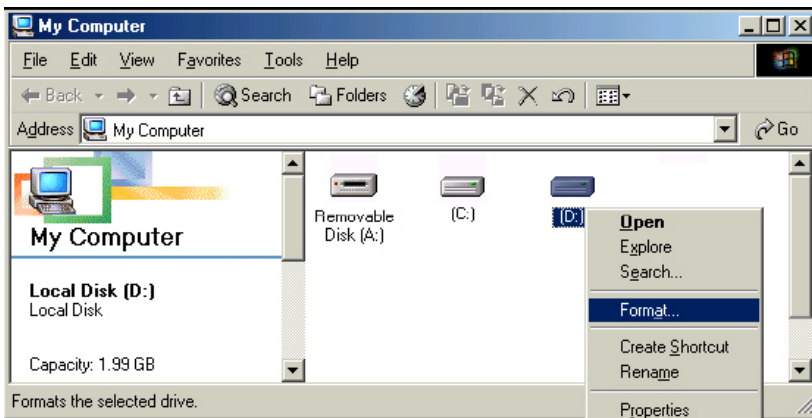 My Computer
File Edit View Favorites Tools Help
Back Search Folders
Address My Computer Go
My Computer
Local Disk (D:)
Local Disk
Capacity: 1.99 GB
Removable
Disk (A:)
(C:)
(D:)
Open
Explore
Search...
Format...
Create Shortcut
Rename
Properties
Formats the selected drive.